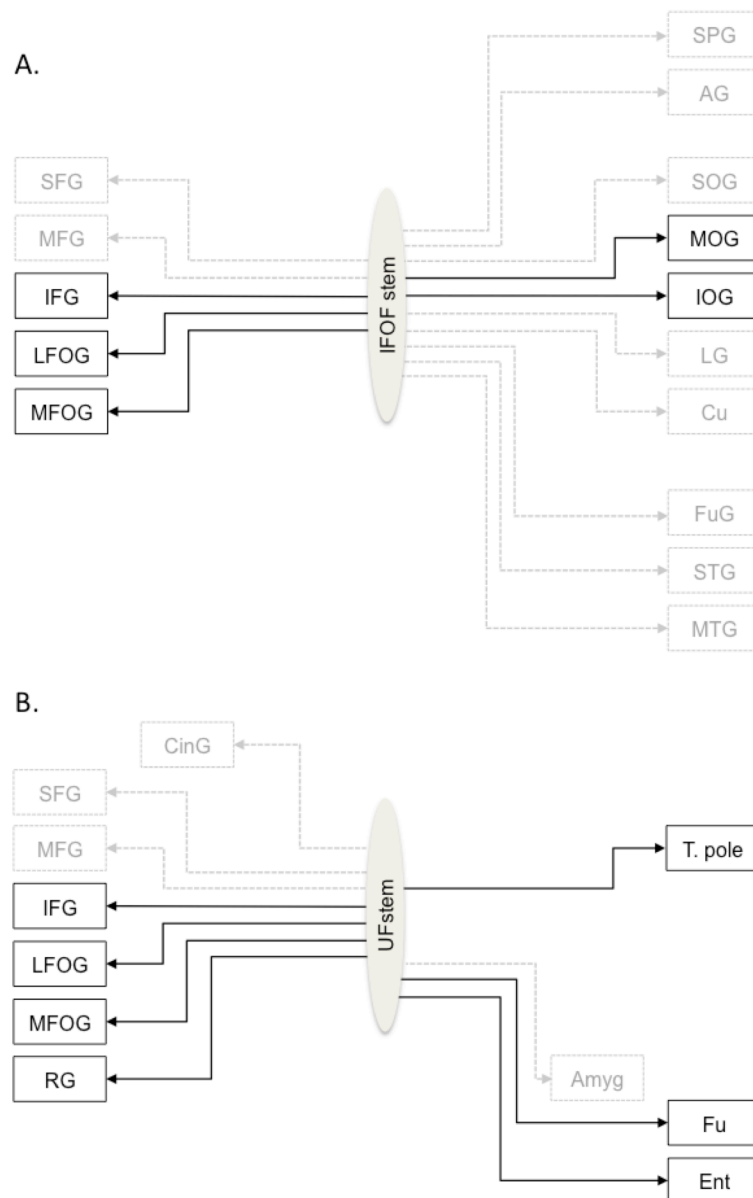 A.
SPG
AG
SFG
SOG
MFG
MOG
IFG
IFOF stem
IOG
LFOG
LG
MFOG
Cu
FuG
STG
MTG
B.
CinG
SFG
MFG
T. pole
IFG
UFstem
LFOG
MFOG
RG
Amyg
Fu
Ent